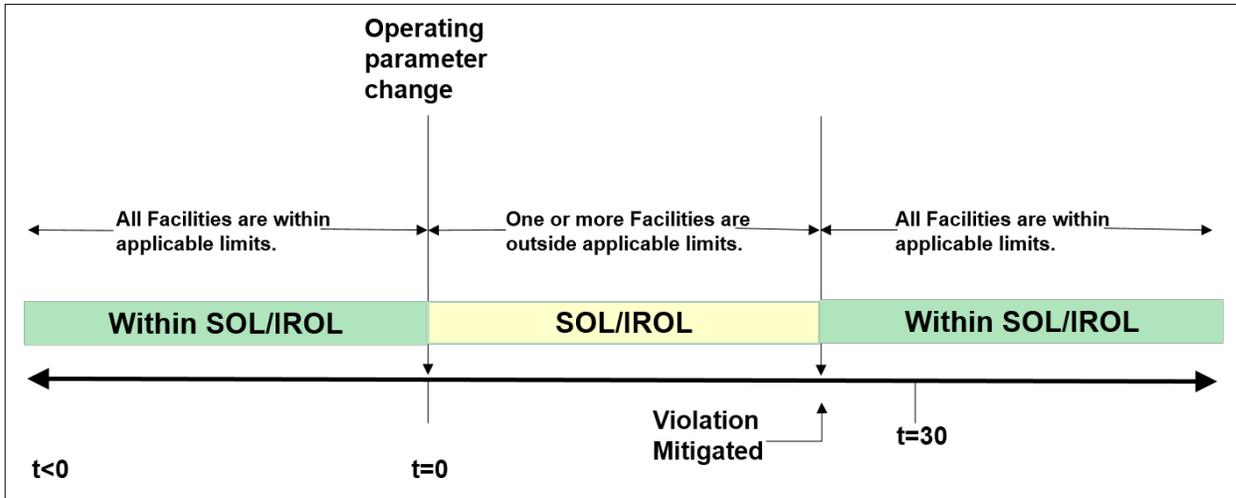 Operating
parameter
change
All Facilities are within
applicable limits.
One or more Facilities are
outside applicable limits.
All Facilities are within
applicable limits.
Within SOL/IROL
SOL/IROL
Within SOL/IROL
Violation
Mitigated
t=30
t<0
t=0